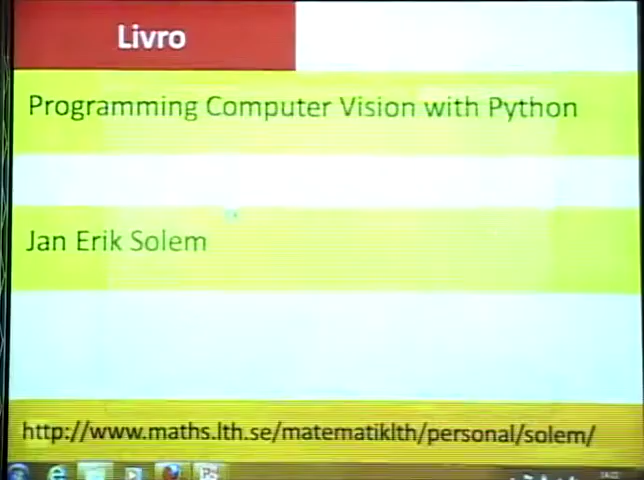 Livro
Programming Computer Vision with Python
Jan Erik Solem
http://www.maths.lth.se/matematiklth/personal/solem/